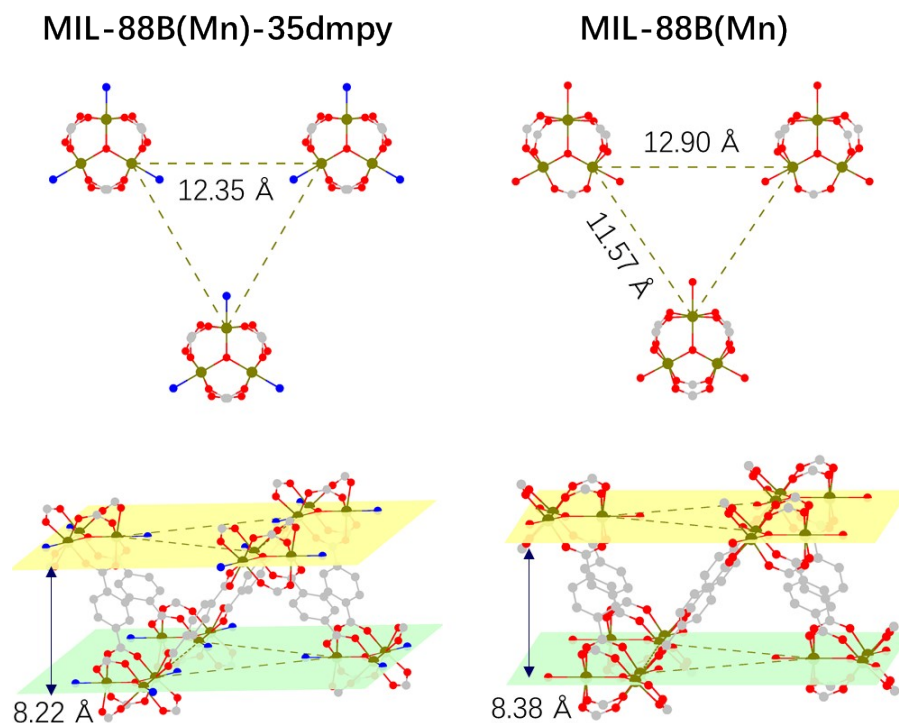 MIL-88B(Mn)-35dmpy
MIL-88B(Mn)
12.35 Å
12.90 Å
11.57 Å
8.22 Å
8.38 Å